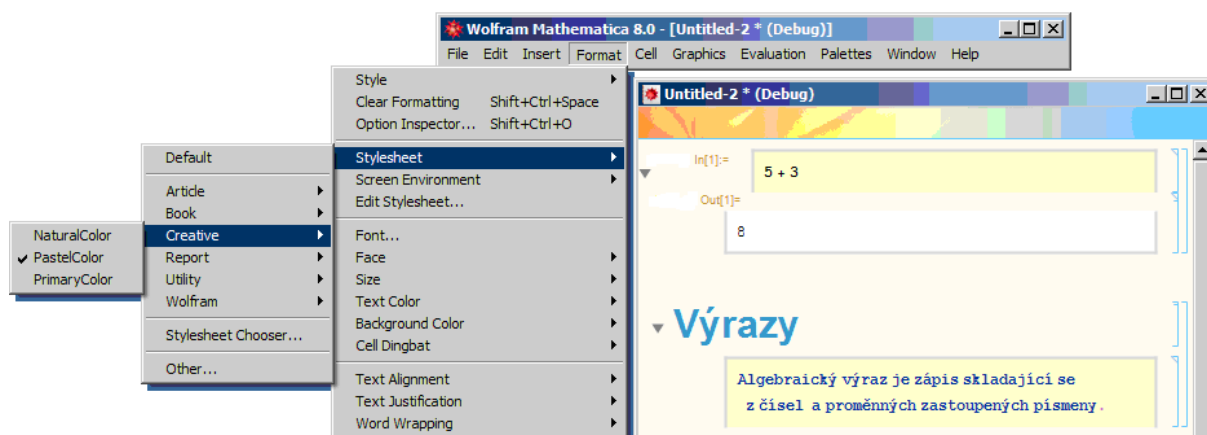 Wolfram Mathematica 8.0 - [Untitled-2 * (Debug)]
File Edit Insert Format Cell Graphics Evaluation Palettes Window Help
Style
Clear Formatting Shift+Ctrl+Space
Option Inspector... Shift+Ctrl+O
Stylesheet
Screen Environment
Edit Stylesheet...
Font...
Face
Size
Text Color
Background Color
Cell Dingbat
Text Alignment
Text Justification
Word Wrapping
Default
Article
Book
Creative
Report
Utility
Wolfram
Stylesheet Chooser...
Other...
NaturalColor
PastelColor
PrimaryColor
Untitled-2 * (Debug)
In[1]:=
5 + 3
Out[1]=
8
Výrazy
Algebraický výraz je zápis skladající se
z čísel a proměnných zastoupených písmeny.